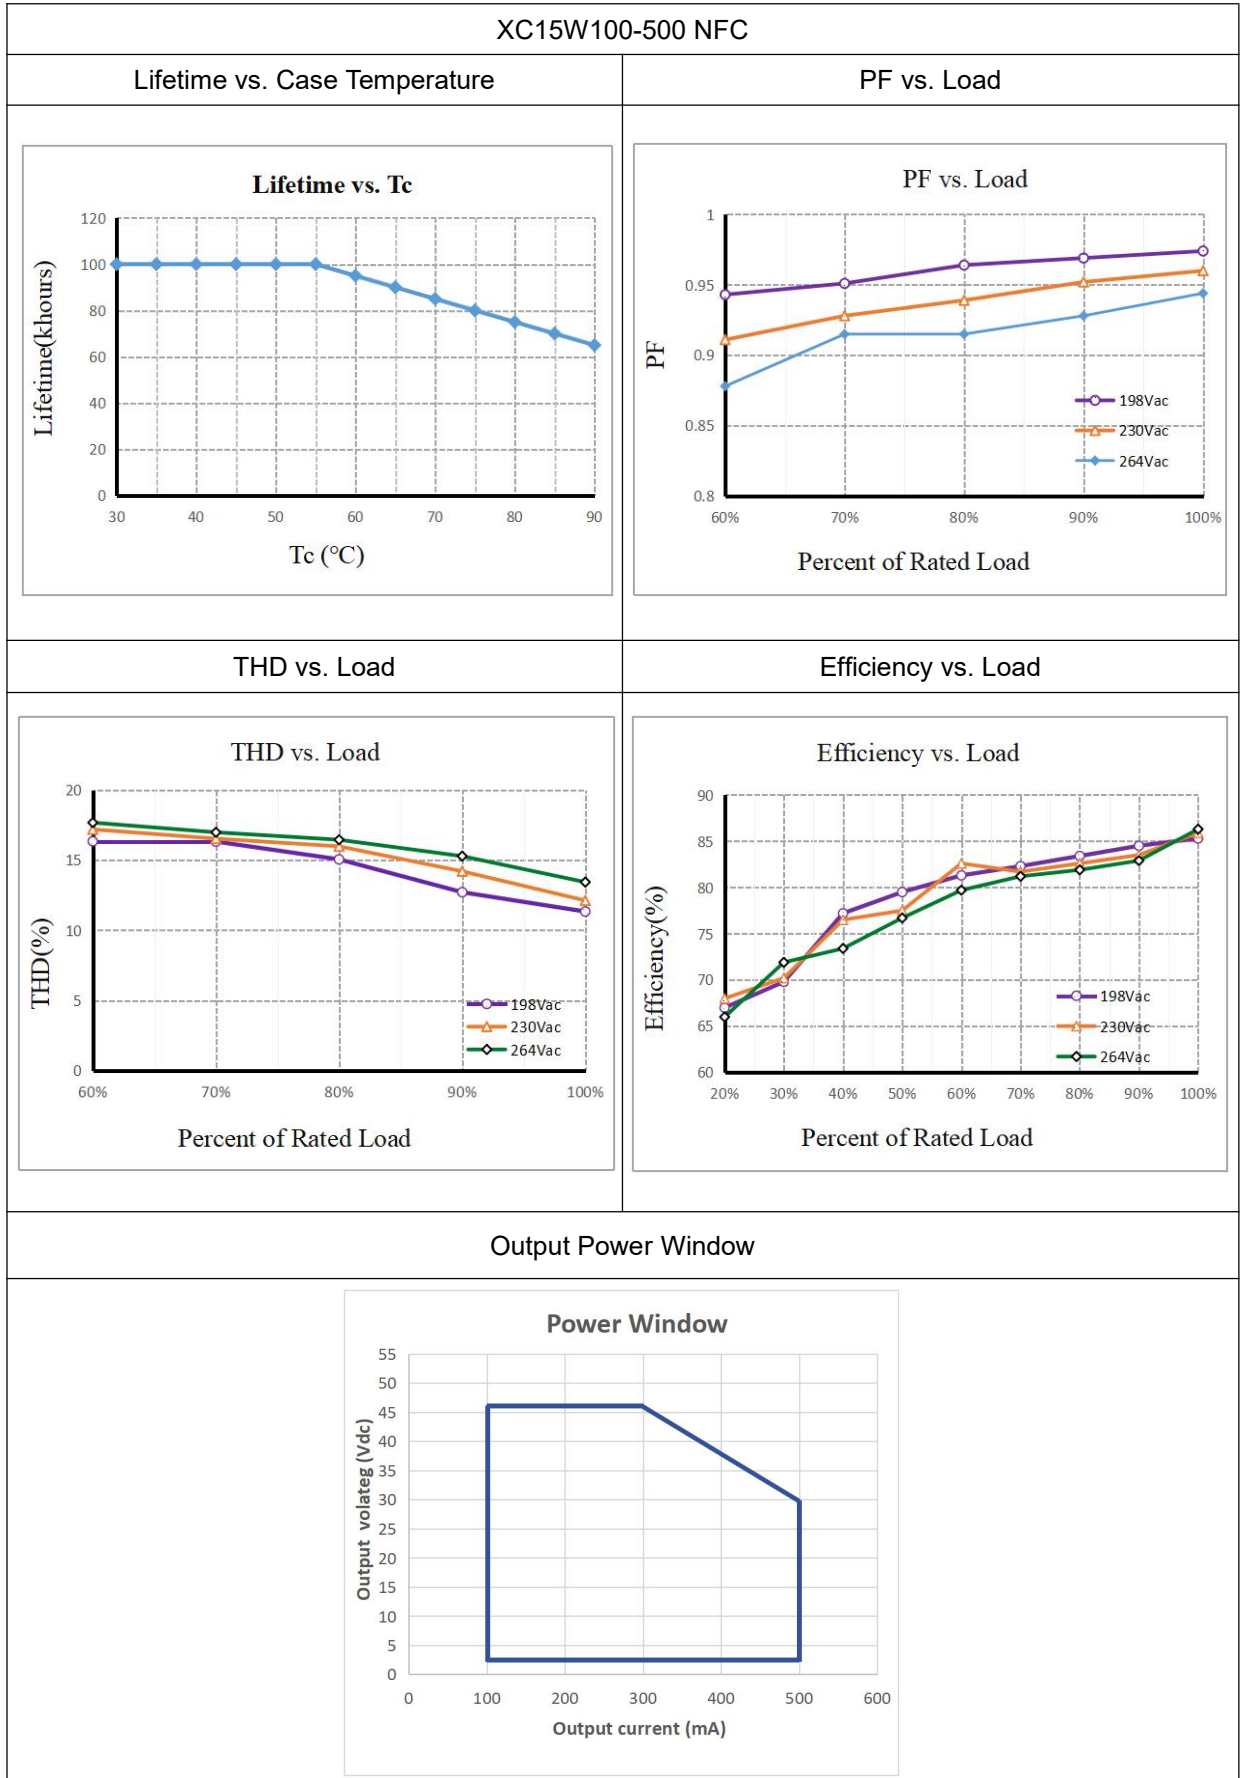 XC15W100-500 NFC
Lifetime vs. Case Temperature
PF vs. Load
Lifetime vs. Tc
120
100
80
60
40
20
0
Lifetime(khours)
30 40 50 60 70 80 90
Tc (℃)
PF vs. Load
1
0.95
0.9
0.85
0.8
PF
198Vac
230Vac
264Vac
60% 70% 80% 90% 100%
Percent of Rated Load
THD vs. Load
Efficiency vs. Load
THD vs. Load
20
15
10
5
0
THD(%)
198Vac
230Vac
264Vac
60% 70% 80% 90% 100%
Percent of Rated Load
Efficiency vs. Load
90
85
80
75
70
65
60
Efficiency(%)
198Vac
230Vac
264Vac
20% 30% 40% 50% 60% 70% 80% 90% 100%
Percent of Rated Load
Output Power Window
Power Window
55
50
45
40
35
30
25
20
15
10
5
0
Output volateg (Vdc)
0 100 200 300 400 500 600
Output current (mA)